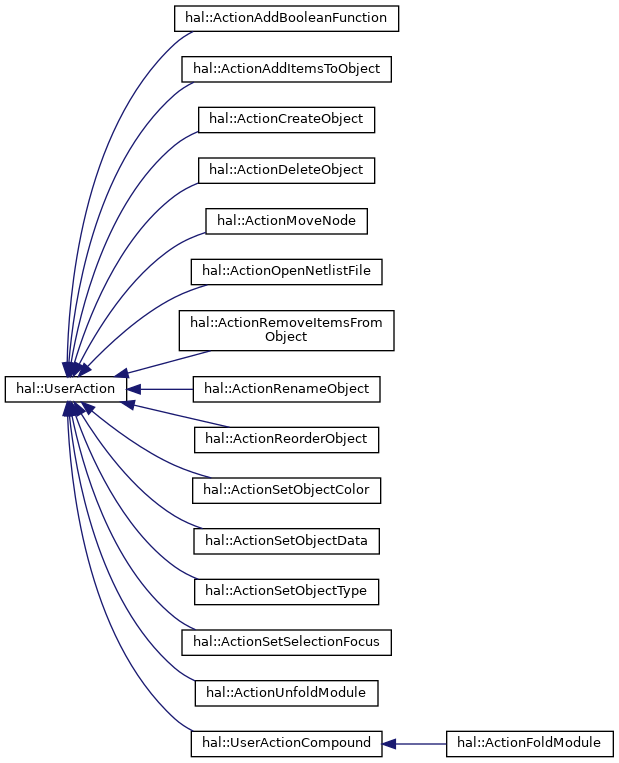 hal::ActionAddBooleanFunction
hal::ActionAddItemsToObject
hal::ActionCreateObject
hal::ActionDeleteObject
hal::ActionMoveNode
hal::ActionOpenNetlistFile
hal::ActionRemoveItemsFrom
Object
hal::UserAction
hal::ActionRenameObject
hal::ActionReorderObject
hal::ActionSetObjectColor
hal::ActionSetObjectData
hal::ActionSetObjectType
hal::ActionSetSelectionFocus
hal::ActionUnfoldModule
hal::UserActionCompound
hal::ActionFoldModule